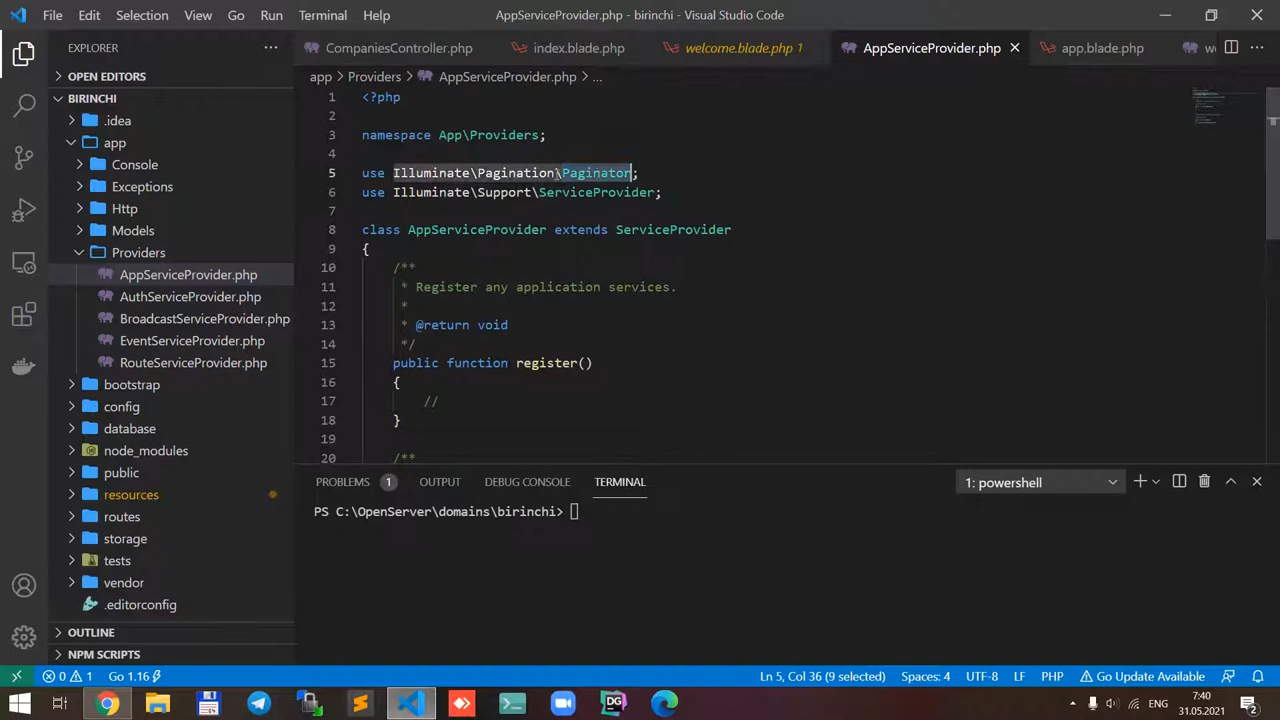 File Edit Selection View Go Run Terminal Help
AppServiceProvider.php - birinchi - Visual Studio Code
EXPLORER
OPEN EDITORS
BIRINCHI
.idea
app
Console
Exceptions
Http
Models
Providers
AppServiceProvider.php
AuthServiceProvider.php
BroadcastServiceProvider.php
EventServiceProvider.php
RouteServiceProvider.php
bootstrap
config
database
node_modules
public
resources
routes
storage
tests
vendor
.editorconfig
OUTLINE
NPM SCRIPTS
CompaniesController.php index.blade.php welcome.blade.php 1 AppServiceProvider.php app.blade.php
app > Providers > AppServiceProvider.php > ...
1 <?php
2
3 namespace App\Providers;
4
5 use Illuminate\Pagination\Paginator;
6 use Illuminate\Support\ServiceProvider;
7
8 class AppServiceProvider extends ServiceProvider
9 {
10 /**
11 * Register any application services.
12 *
13 * @return void
14 */
15 public function register()
16 {
17 //
18 }
19
20 /**
PROBLEMS 1 OUTPUT DEBUG CONSOLE TERMINAL
1: powershell
PS C:\OpenServer\domains\birinchi>
0 1 Go 1.16
Ln 5, Col 36 (9 selected) Spaces: 4 UTF-8 LF PHP Go Update Available
DG
ENG 7:40
31.05.2021
2